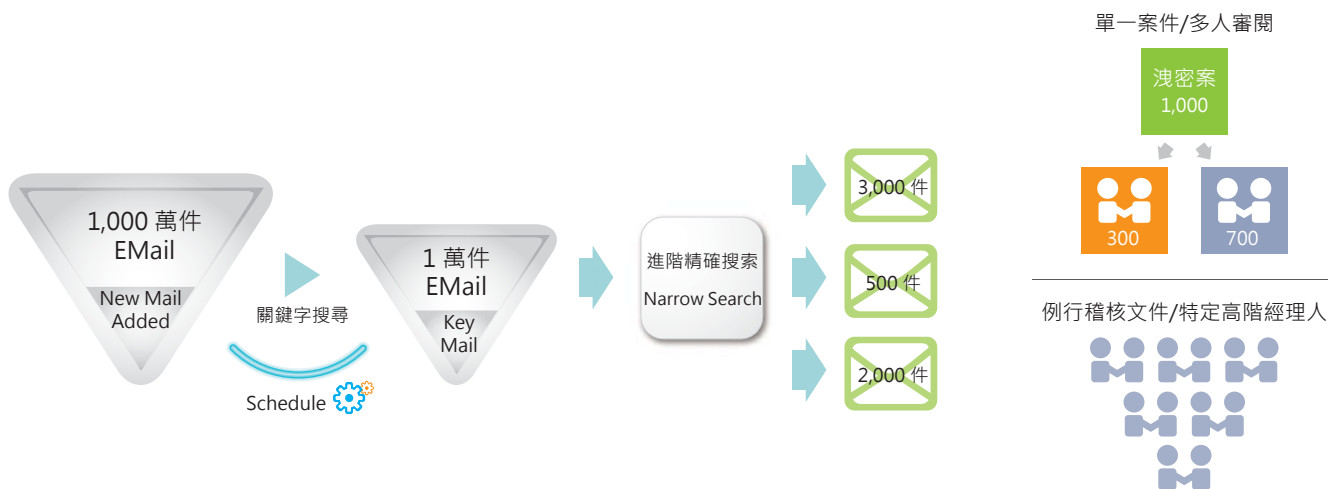 1,000 萬件
EMail
New Mail
Added
關鍵字搜尋
Schedule
1 萬件
EMail
Key
Mail
進階精確搜索
Narrow Search
3,000 件
500 件
2,000 件
單一案件/多人審閱
洩密案
1,000
300
700
例行稽核文件/特定高階經理人